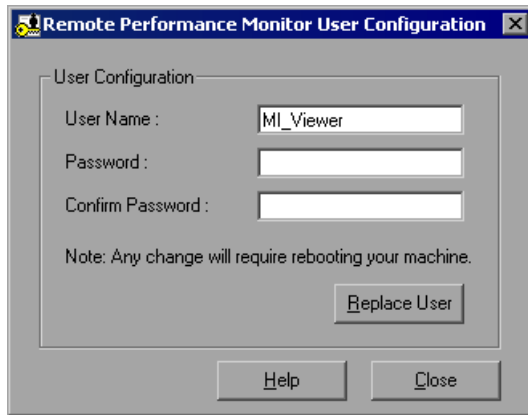 Remote Performance Monitor User Configuration
User Configuration
User Name : MI_Viewer
Password :
Confirm Password :
Note: Any change will require rebooting your machine.
Replace User
Help Close